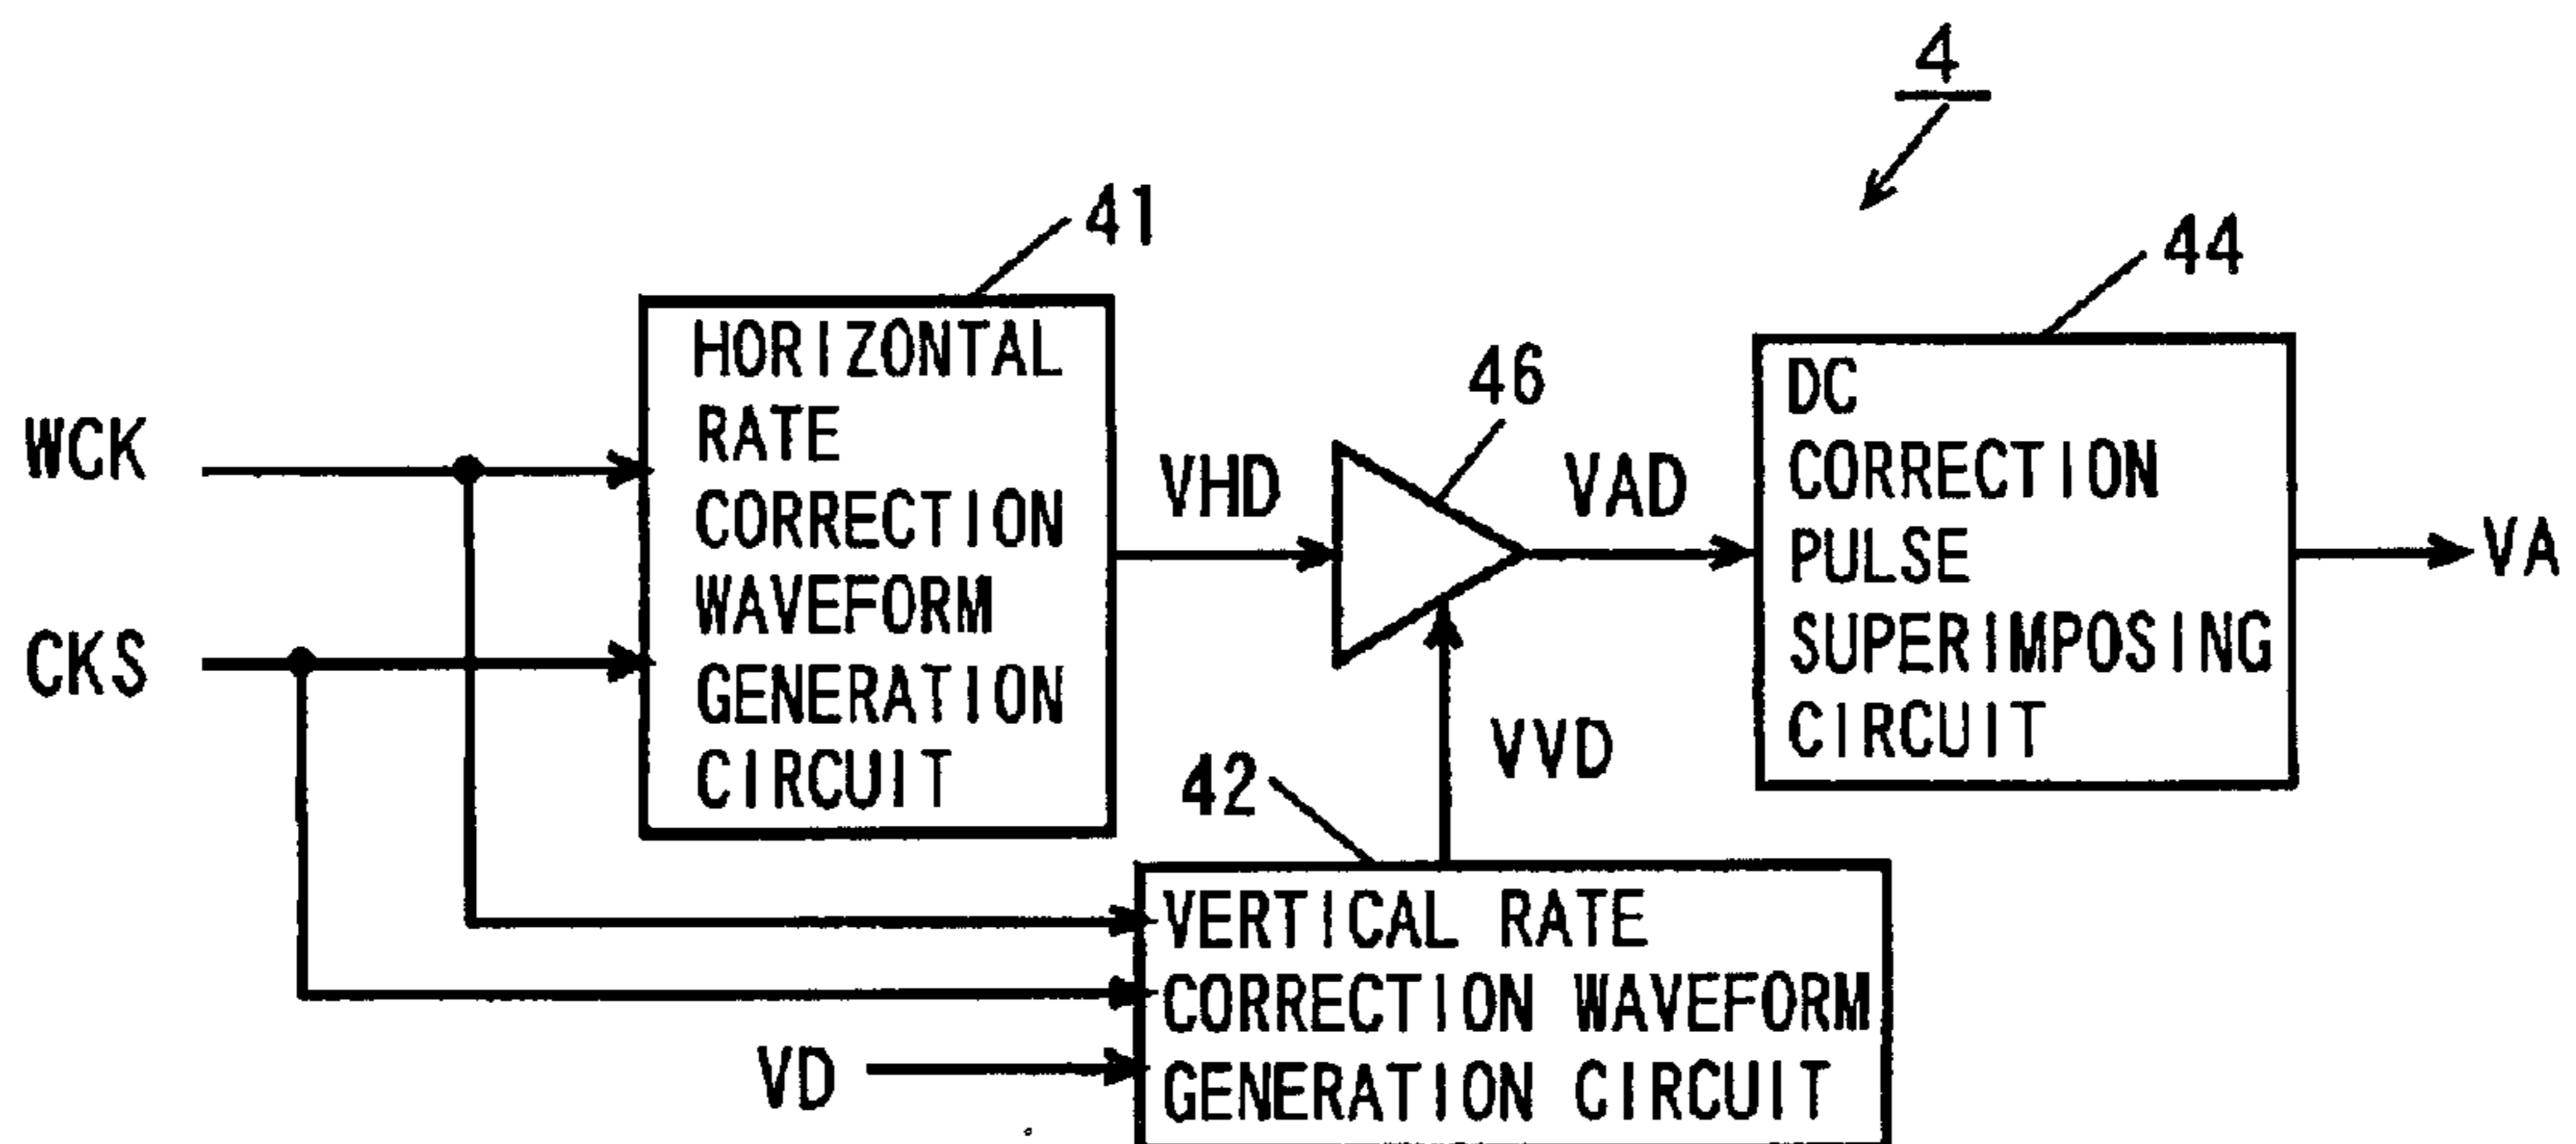 4
41
44
HORIZONTAL
RATE
CORRECTION
WAVEFORM
GENERATION
CIRCUIT
46
DC
CORRECTION
PULSE
SUPERIMPOSING
CIRCUIT
WCK
VHD
VAD
VA
CKS
VVD
42
VERTICAL RATE
CORRECTION WAVEFORM
GENERATION CIRCUIT
VD